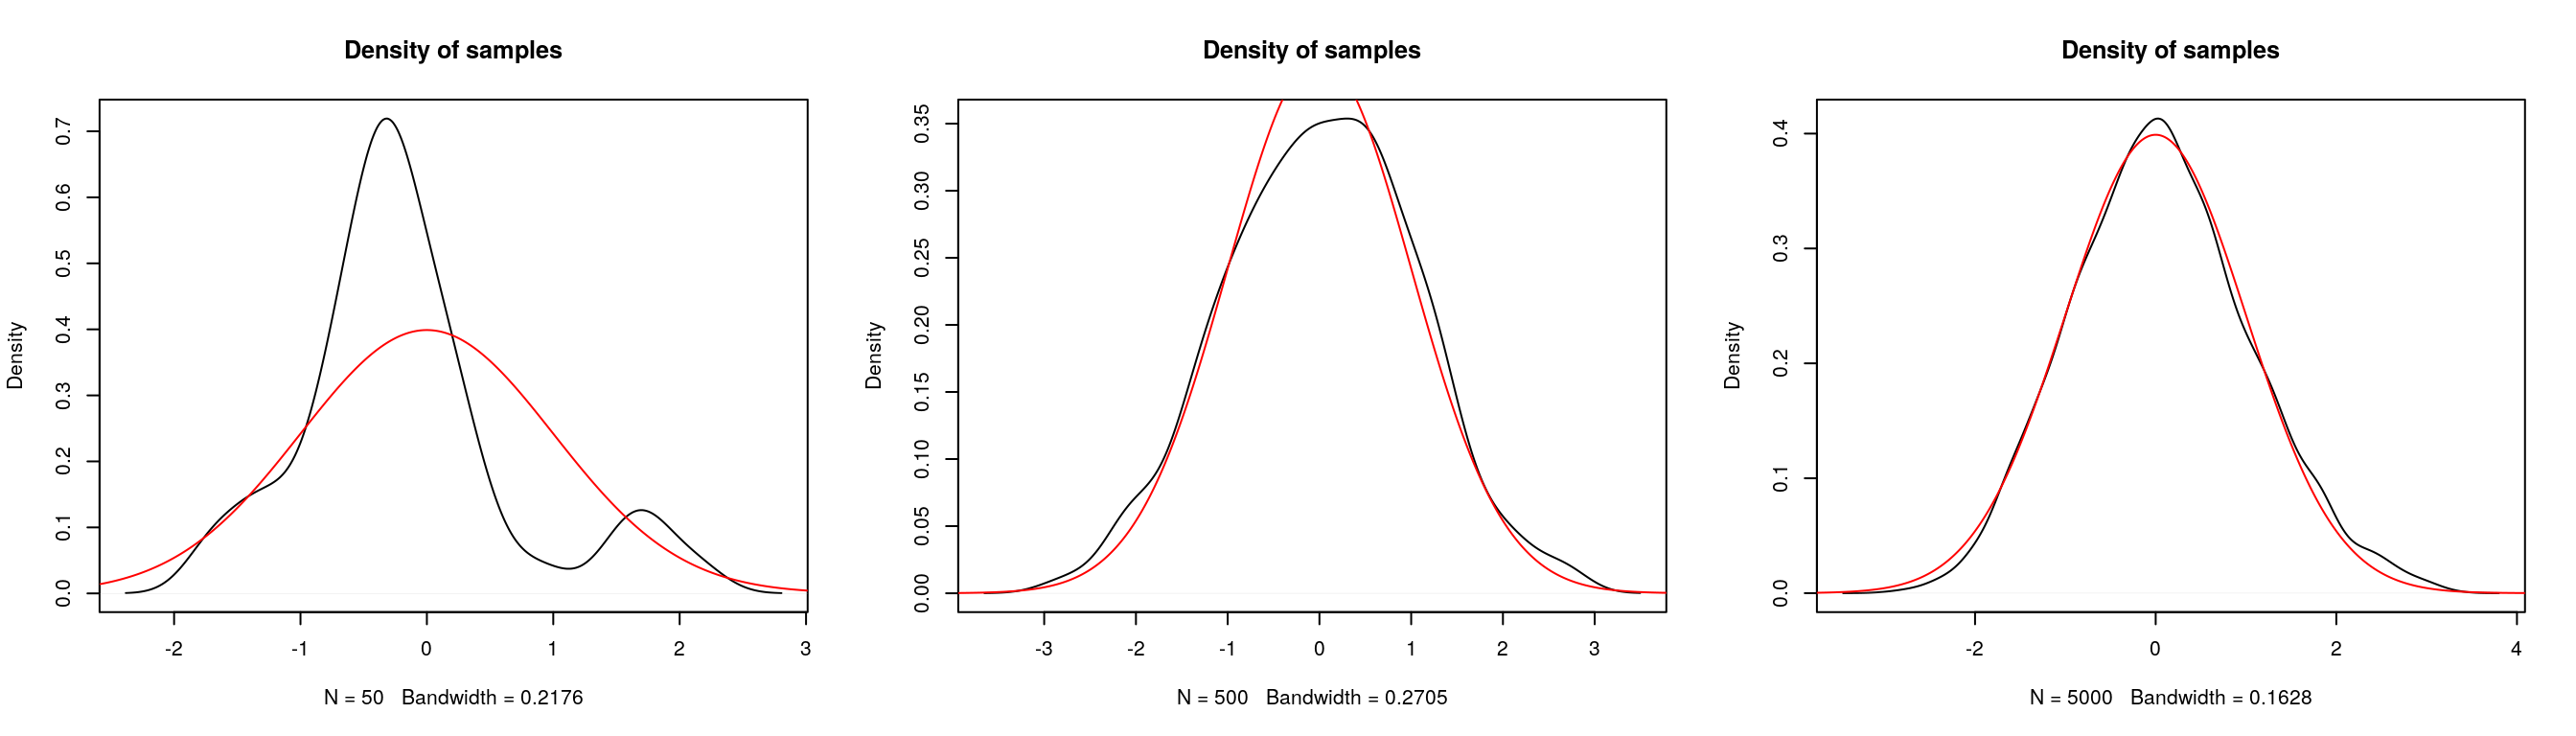 Density of samples
Density
0.0 0.1 0.2 0.3 0.4 0.5 0.6 0.7
-2 -1 0 1 2 3
N = 50 Bandwidth = 0.2176
Density of samples
Density
0.00 0.05 0.10 0.15 0.20 0.25 0.30 0.35
-3 -2 -1 0 1 2 3
N = 500 Bandwidth = 0.2705
Density of samples
Density
0.0 0.1 0.2 0.3 0.4
-2 0 2 4
N = 5000 Bandwidth = 0.1628